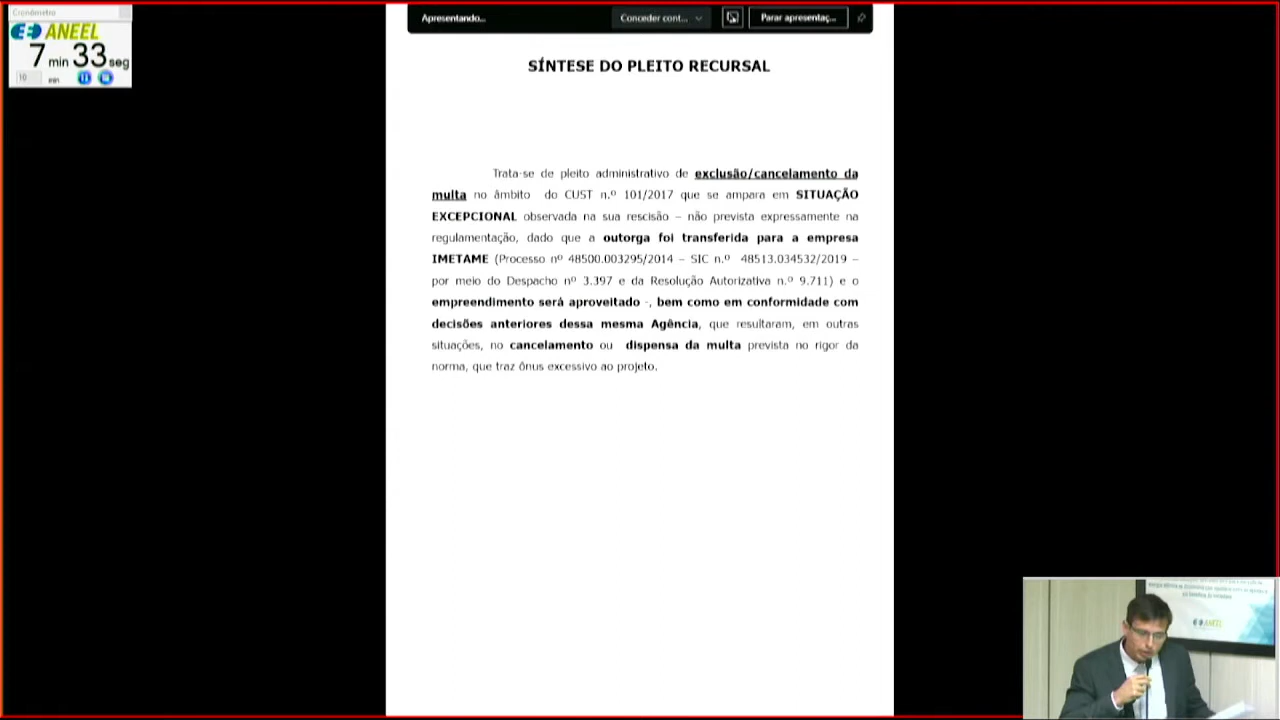 Cronômetro
ANEEL
7 min 33 seg
10 min
Apresentando...
Conceder cont...
Parar apresentaç...
SÍNTESE DO PLEITO RECURSAL
Trata-se de pleito administrativo de exclusão/cancelamento da
multa no âmbito do CUST n.º 101/2017 que se ampara em SITUAÇÃO
EXCEPCIONAL observada na sua rescisão – não prevista expressamente na
regulamentação, dado que a outorga foi transferida para a empresa
IMETAME (Processo nº 48500.003295/2014 – SIC n.º 48513.034532/2019 –
por meio do Despacho nº 3.397 e da Resolução Autorizativa n.º 9.711) e o
empreendimento será aproveitado -, bem como em conformidade com
decisões anteriores dessa mesma Agência, que resultaram, em outras
situações, no cancelamento ou dispensa da multa prevista no rigor da
norma, que traz ônus excessivo ao projeto.
ANEEL